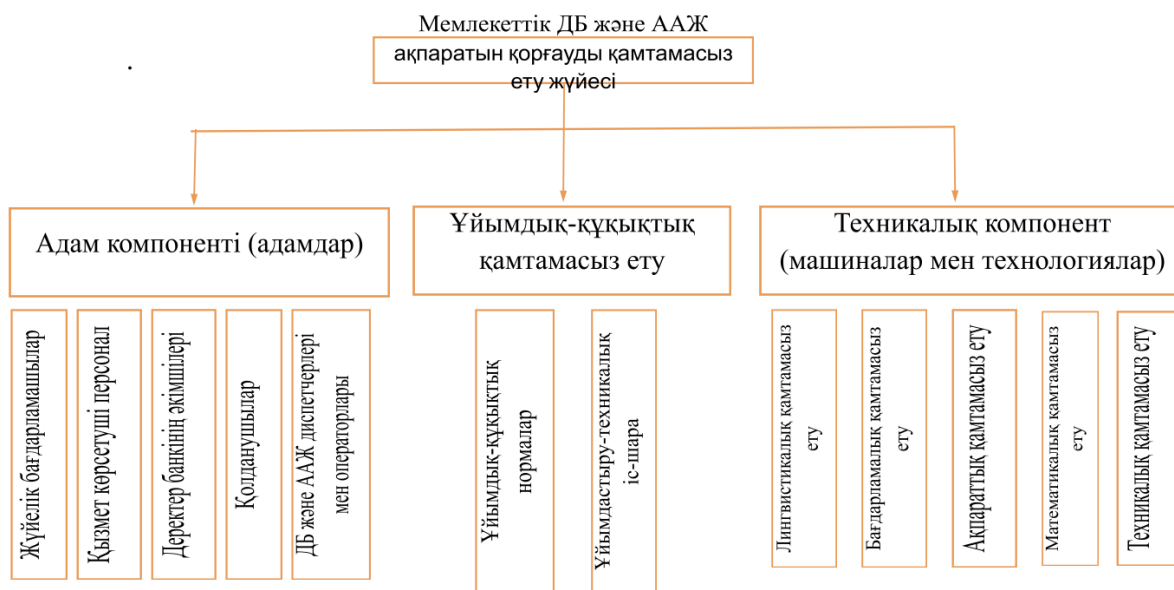 Мемлекеттік ДБ және ААЖ
ақпаратын қорғауды қамтамасыз
ету жүйесі
.
Адам компоненті (адамдар)
Ұйымдық-құқықтық
қамтамасыз ету
Техникалық компонент
(машиналар мен технологиялар)
Жүйелік бағдарламашылар
Қызмет көрсетуші персонал
Деректер банкінің әкімшілері
Қолданушылар
ДБ және ААЖ диспетчерлері
мен операторлары
Ұйымдық-құқықтық
нормалар
Ұйымдастыру-техникалық
іс-шара
Лингвистикалық қамтамасыз
ету
Бағдарламалық қамтамасыз
ету
Ақпараттық қамтамасыз ету
Математикалық қамтамасыз
ету
Техникалық қамтамасыз ету